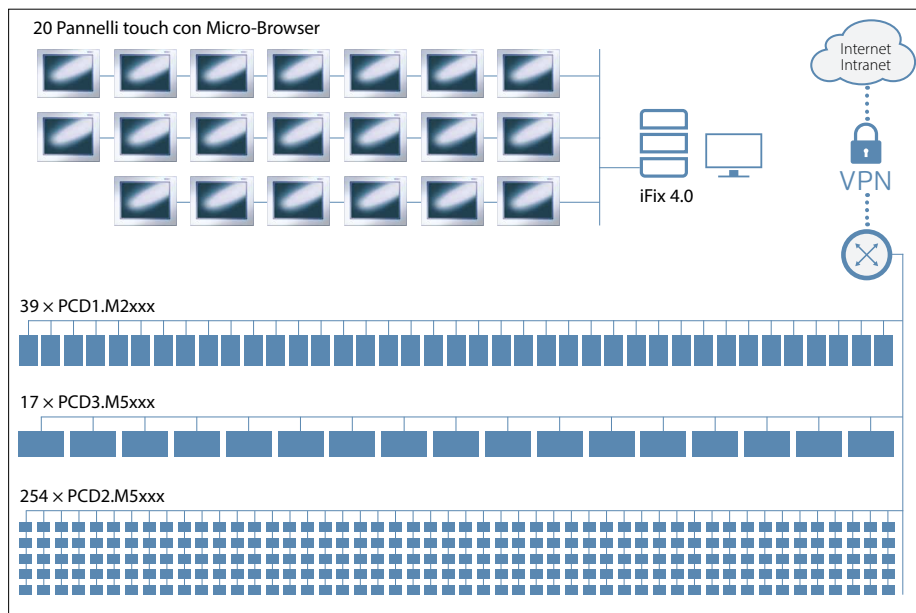 20 Pannelli touch con Micro-Browser
Internet
Intranet
VPN
iFix 4.0
39 × PCD1.M2xxx
17 × PCD3.M5xxx
254 × PCD2.M5xxx